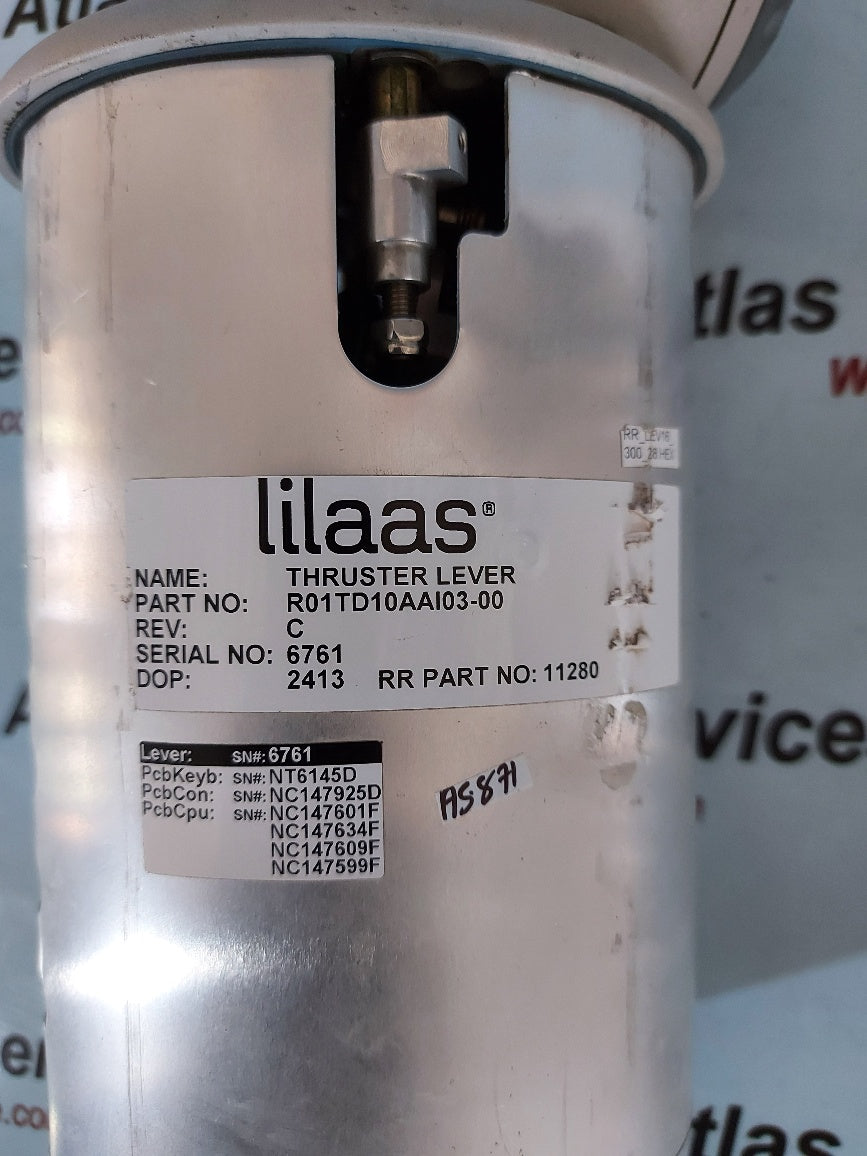 Atla
tlas
W
e
lilaas®
NAME: THRUSTER LEVER
PART NO: R01TD10AAI03-00
REV: C
SERIAL NO: 6761
DOP: 2413 RR PART NO: 11280
RR_LEV16_
300_28 HEX
Lever: SN#: 6761
PcbKeyb: SN#: NT6145D
PcbCon: SN#: NC147925D
PcbCpu: SN#: NC147601F
NC147634F
NC147609F
NC147599F
AS871
vice
tlas